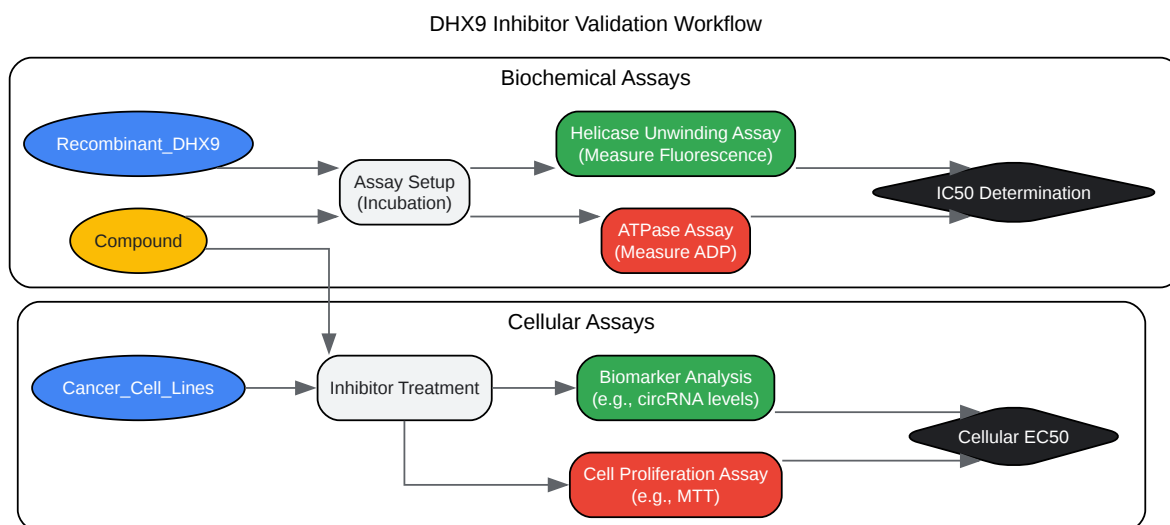 DHX9 Inhibitor Validation Workflow
Biochemical Assays
Recombinant_DHX9
Compound
Assay Setup
(Incubation)
Helicase Unwinding Assay
(Measure Fluorescence)
ATPase Assay
(Measure ADP)
IC50 Determination
Cellular Assays
Cancer_Cell_Lines
Inhibitor Treatment
Biomarker Analysis
(e.g., circRNA levels)
Cell Proliferation Assay
(e.g., MTT)
Cellular EC50